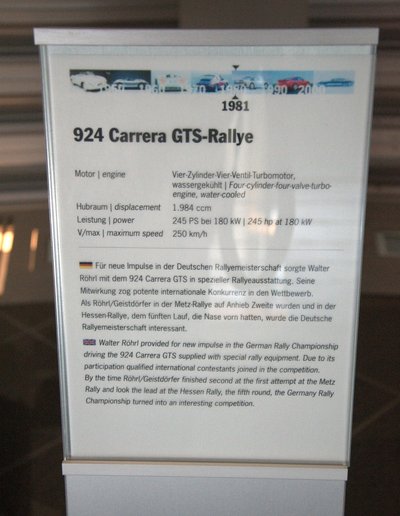 1950 1960 1970 1980 1990 2000
1981
924 Carrera GTS-Rallye
Motor | engine Vier-Zylinder-Vier-Ventil-Turbomotor,
wassergekühlt | Four-cylinder-four-valve-turbo-
engine, water-cooled
Hubraum | displacement 1.984 ccm
Leistung | power 245 PS bei 180 kW | 245 hp at 180 kW
V/max | maximum speed 250 km/h
Für neue Impulse in der Deutschen Rallyemeisterschaft sorgte Walter
Röhrl mit dem 924 Carrera GTS in spezieller Rallyeausstattung. Seine
Mitwirkung zog potente internationale Konkurrenz in den Wettbewerb.
Als Röhrl/Geistdörfer in der Metz-Rallye auf Anhieb Zweite wurden und in der
Hessen-Rallye, dem fünften Lauf, die Nase vorn hatten, wurde die Deutsche
Rallyemeisterschaft interessant.
Walter Röhrl provided for new impulse in the German Rally Championship
driving the 924 Carrera GTS supplied with special rally equipment. Due to its
participation qualified international contestants joined in the competition.
By the time Röhrl/Geistdörfer finished second at the first attempt at the Metz
Rally and look the lead at the Hessen Rally, the fifth round, the Germany Rally
Championship turned into an interesting competition.